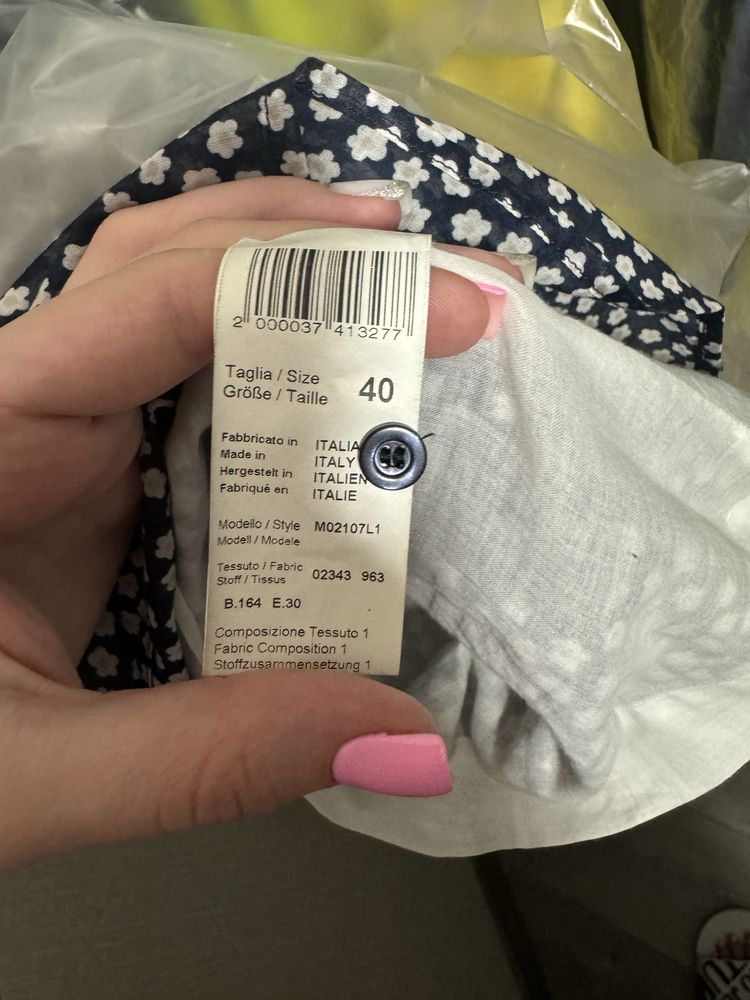 2 000037 413277
Taglia / Size
Größe / Taille
40
Fabbricato in ITALIA
Made in ITALY
Hergestelt in ITALIEN
Fabriqué en ITALIE
Modello / Style M02107L1
Modell / Modele
Tessuto / Fabric
Stoff / Tissus 02343 963
B.164 E.30
Composizione Tessuto 1
Fabric Composition 1
Stoffzusammensetzung 1